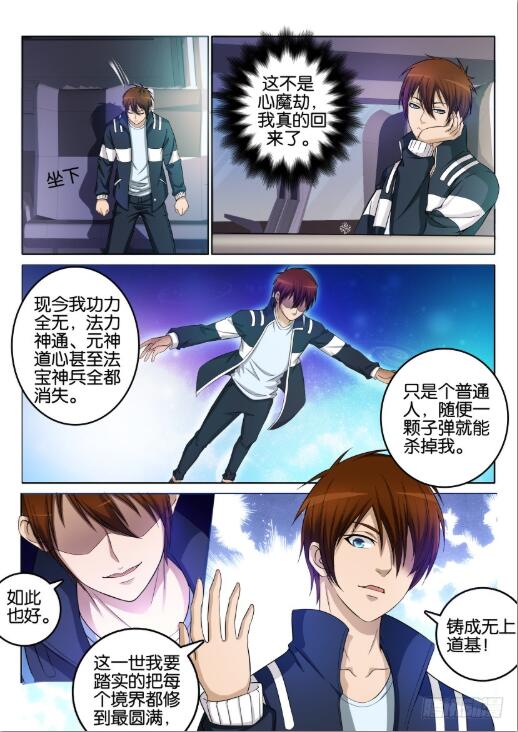 坐下
这不是
心魔劫，
我真的回
来了。
现今我功力
全无，法力
神通、元神
道心甚至法
宝神兵全都
消失。
只是个普通
人，随便一
颗子弹就能
杀掉我。
如此
也好。
这一世我要
踏实的把每
个境界都修
到最圆满，
铸成无上
道基！